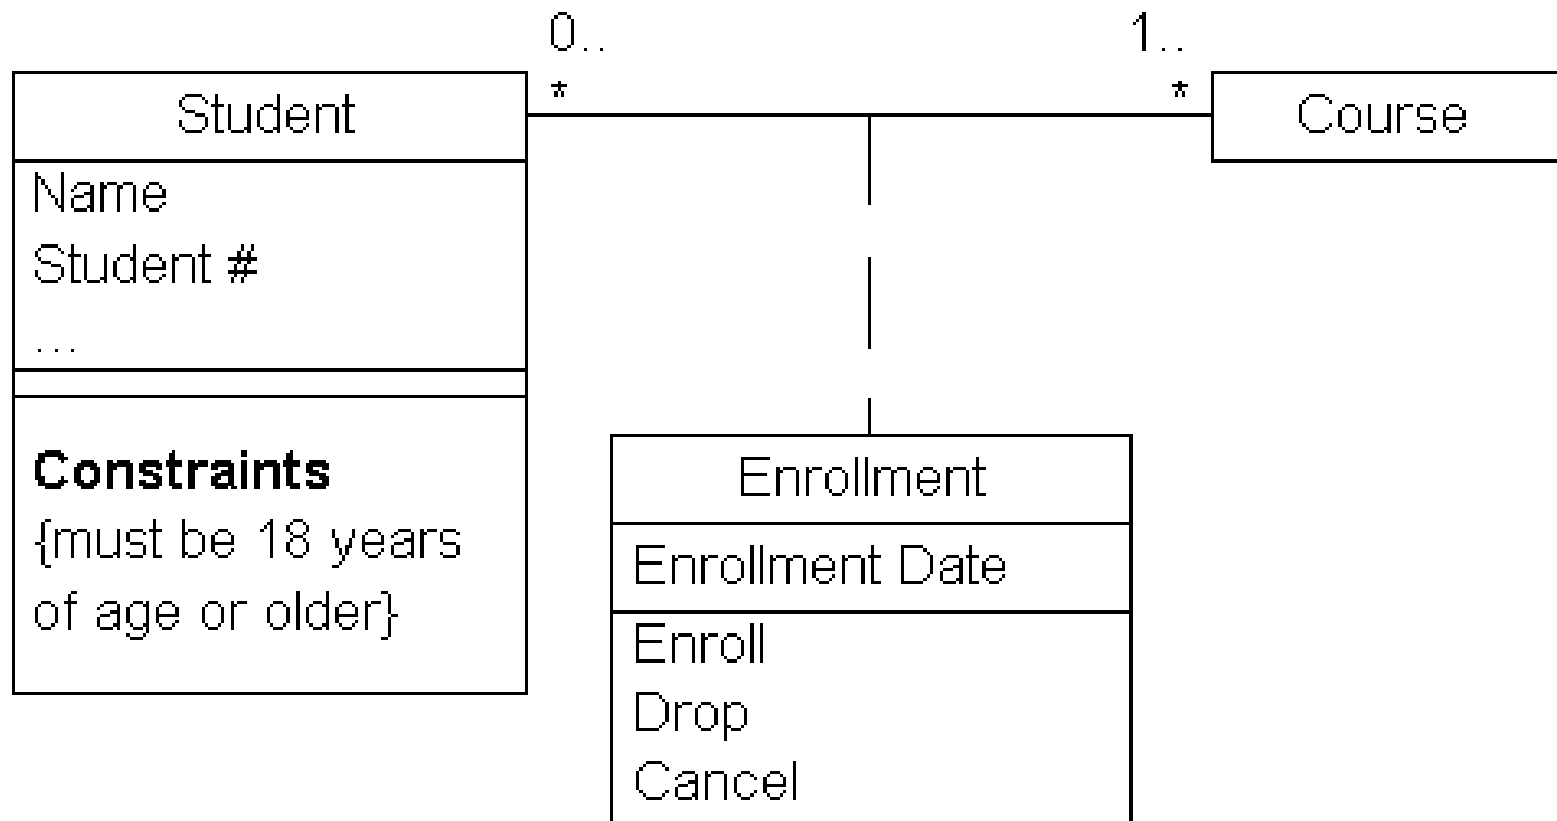 0..
*
1..
*
Student
Name
Student #
...
Constraints
{must be 18 years
of age or older}
Course
Enrollment
Enrollment Date
Enroll
Drop
Cancel